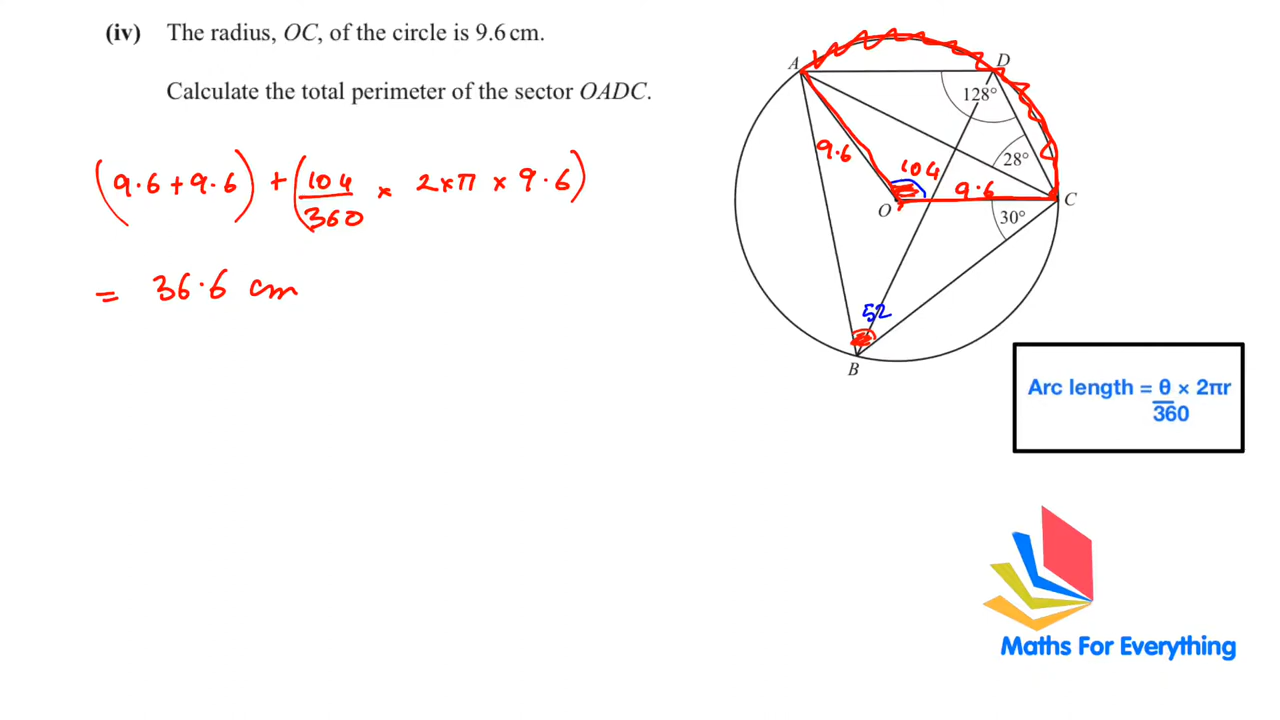 (iv) The radius, OC, of the circle is 9.6 cm.
Calculate the total perimeter of the sector OADC.
(9.6 + 9.6) + (104/360 × 2 × π × 9.6)
= 36.6 cm
A
D
128°
28°
9.6
104
9.6
O
C
30°
52
B
Arc length = θ/360 × 2πr
Maths For Everything